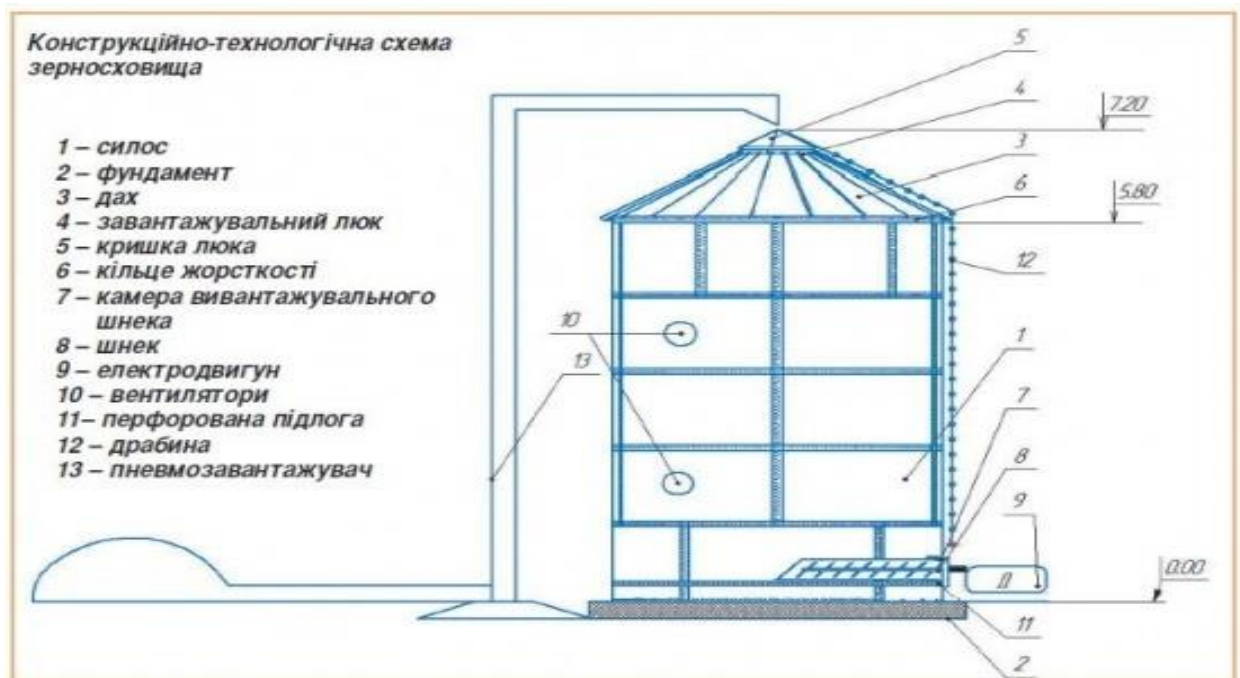 Конструкційно-технологічна схема
зерносховища
1 – силос
2 – фундамент
3 – дах
4 – завантажувальний люк
5 – кришка люка
6 – кільце жорсткості
7 – камера вивантажувального
шнека
8 – шнек
9 – електродвигун
10 – вентилятори
11– перфорована підлога
12 – драбина
13 – пневмозавантажувач
5
4
7.20
3
6
5.80
12
10
13
1
7
8
9
Д
0.00
11
2